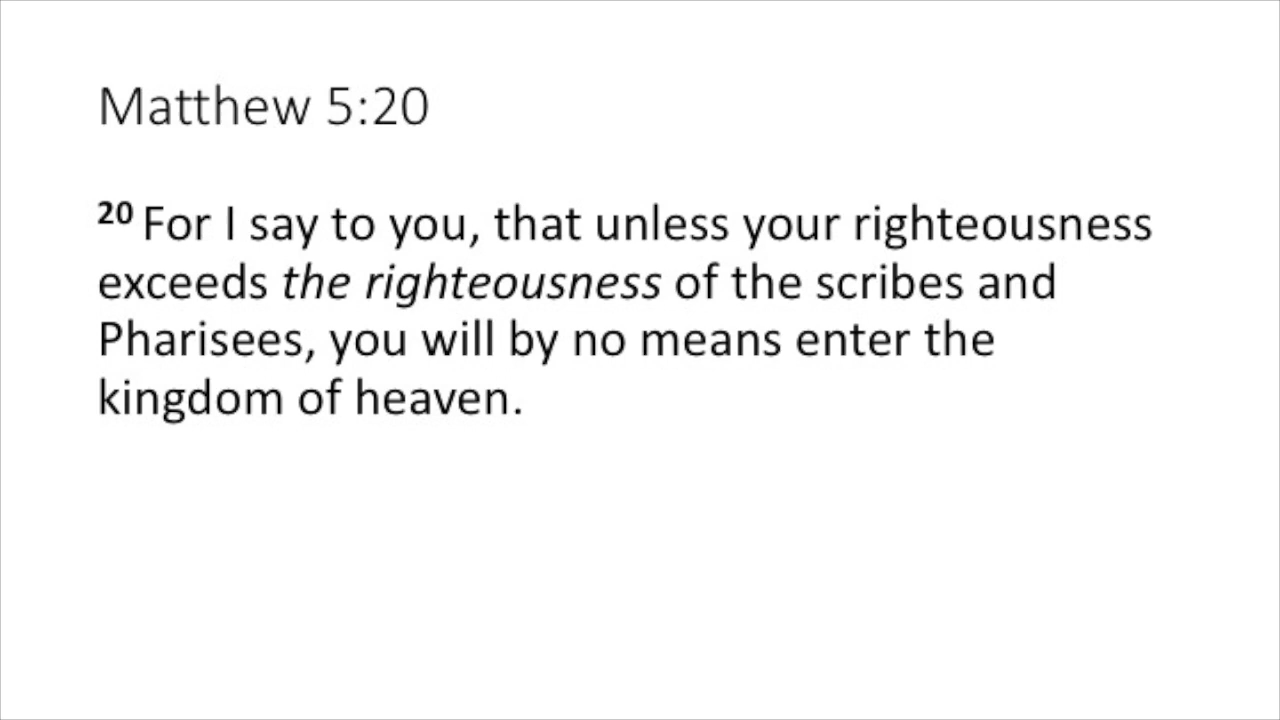 Matthew 5:20
20 For I say to you, that unless your righteousness
exceeds the righteousness of the scribes and
Pharisees, you will by no means enter the
kingdom of heaven.